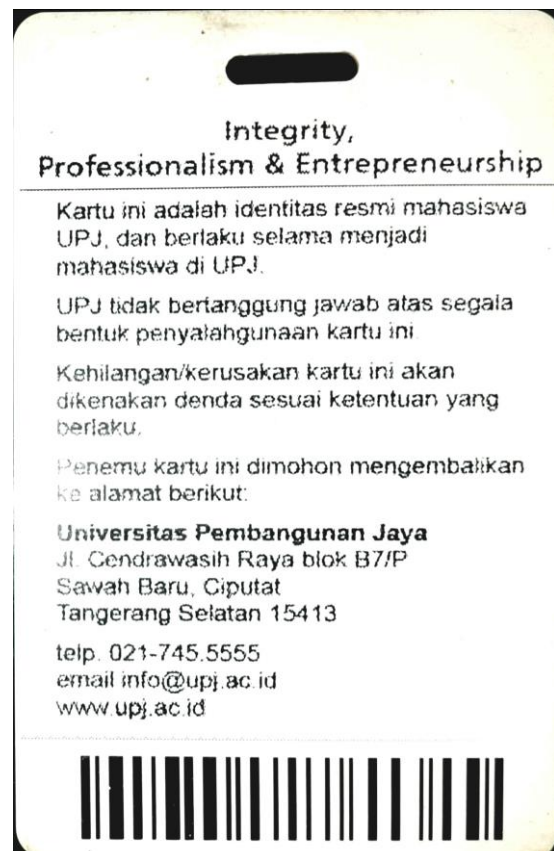 Integrity,
Professionalism & Entrepreneurship
Kartu ini adalah identitas resmi mahasiswa
UPJ, dan berlaku selama menjadi
mahasiswa di UPJ.
UPJ tidak bertanggung jawab atas segala
bentuk penyalahgunaan kartu ini.
Kehilangan/kerusakan kartu ini akan
dikenakan denda sesuai ketentuan yang
berlaku.
Penemu kartu ini dimohon mengembalikan
ke alamat berikut:
Universitas Pembangunan Jaya
Jl. Cendrawasih Raya blok B7/P
Sawah Baru, Ciputat
Tangerang Selatan 15413
telp. 021-745.5555
email info@upj.ac.id
www.upj.ac.id